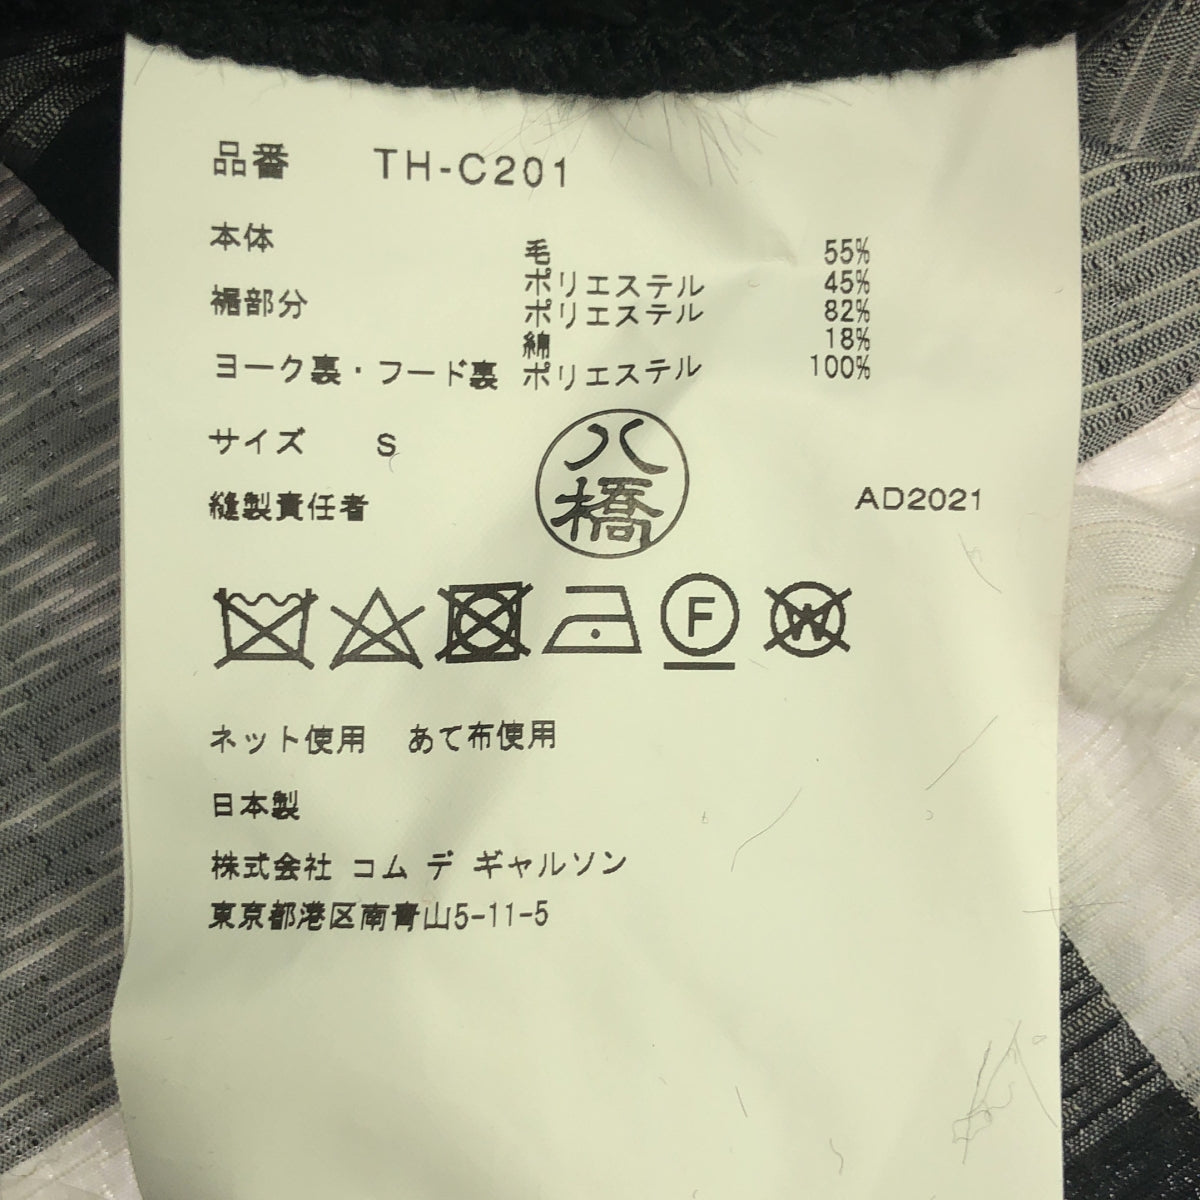 品番 TH-C201
本体 毛 55%
ポリエステル 45%
裾部分 ポリエステル 82%
綿 18%
ヨーク裏・フード裏 ポリエステル 100%
サイズ S
縫製責任者 八橋 AD2021
F W
ネット使用 あて布使用
日本製
株式会社 コム デ ギャルソン
東京都港区南青山5-11-5